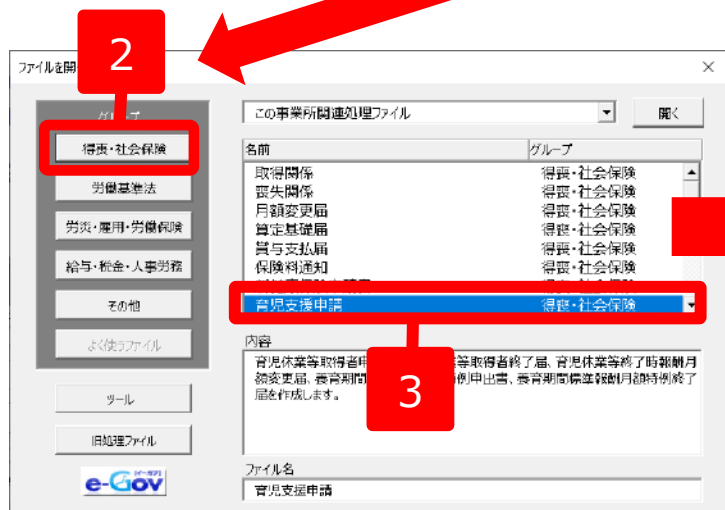 2
ファイルを開
×
グループ
得喪・社会保険
労働基準法
労災・雇用・労働保険
給与・税金・人事労務
その他
よく使うファイル
ツール
旧処理ファイル
e-Gov
この事業所関連処理ファイル
開く
名前 グループ
取得関係 得喪・社会保険
喪失関係 得喪・社会保険
月額変更届 得喪・社会保険
算定基礎届 得喪・社会保険
賞与支払届 得喪・社会保険
保険料通知 得喪・社会保険
育児支援申請 得喪・社会保険
3
内容
育児休業等取得者申 等取得者終了届、育児休業等終了時報酬月
額変更届、養育期間 例申出書、養育期間標準報酬月額特例終了
届を作成します。
ファイル名
育児支援申請